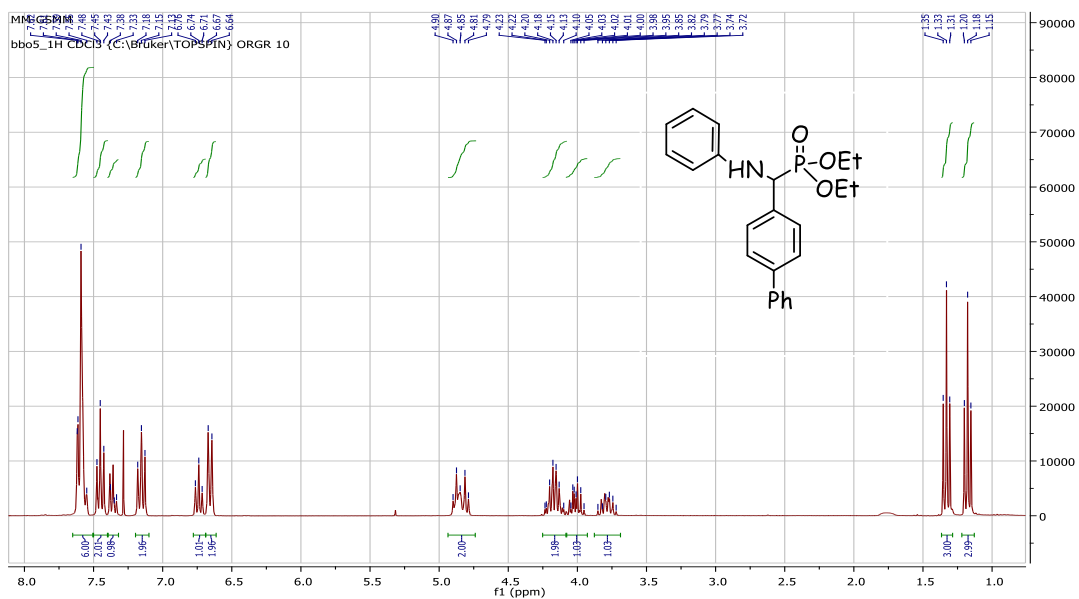 7.48 7.45 7.43 7.38 7.33 7.18 7.15 7.13 6.76 6.74 6.71 6.67 6.64
4.90 4.87 4.85 4.81 4.79 4.23 4.22 4.20 4.18 4.15 4.13 4.10 4.05 4.03 4.02 4.01 4.00 3.98 3.95 3.85 3.82 3.79 3.77 3.74 3.72
1.35 1.33 1.31 1.20 1.18 1.15
bbo5_1H CDCl3 {C:\Bruker\TOPSPIN} ORGR 10
90000
80000
70000
60000
50000
40000
30000
20000
10000
0
O
HN
P
OEt
OEt
Ph
6.00 2.01 0.98 1.96 1.01 1.96 2.00 1.98 1.03 1.03 3.00 2.99
8.0 7.5 7.0 6.5 6.0 5.5 5.0 4.5 4.0 3.5 3.0 2.5 2.0 1.5 1.0
f1 (ppm)